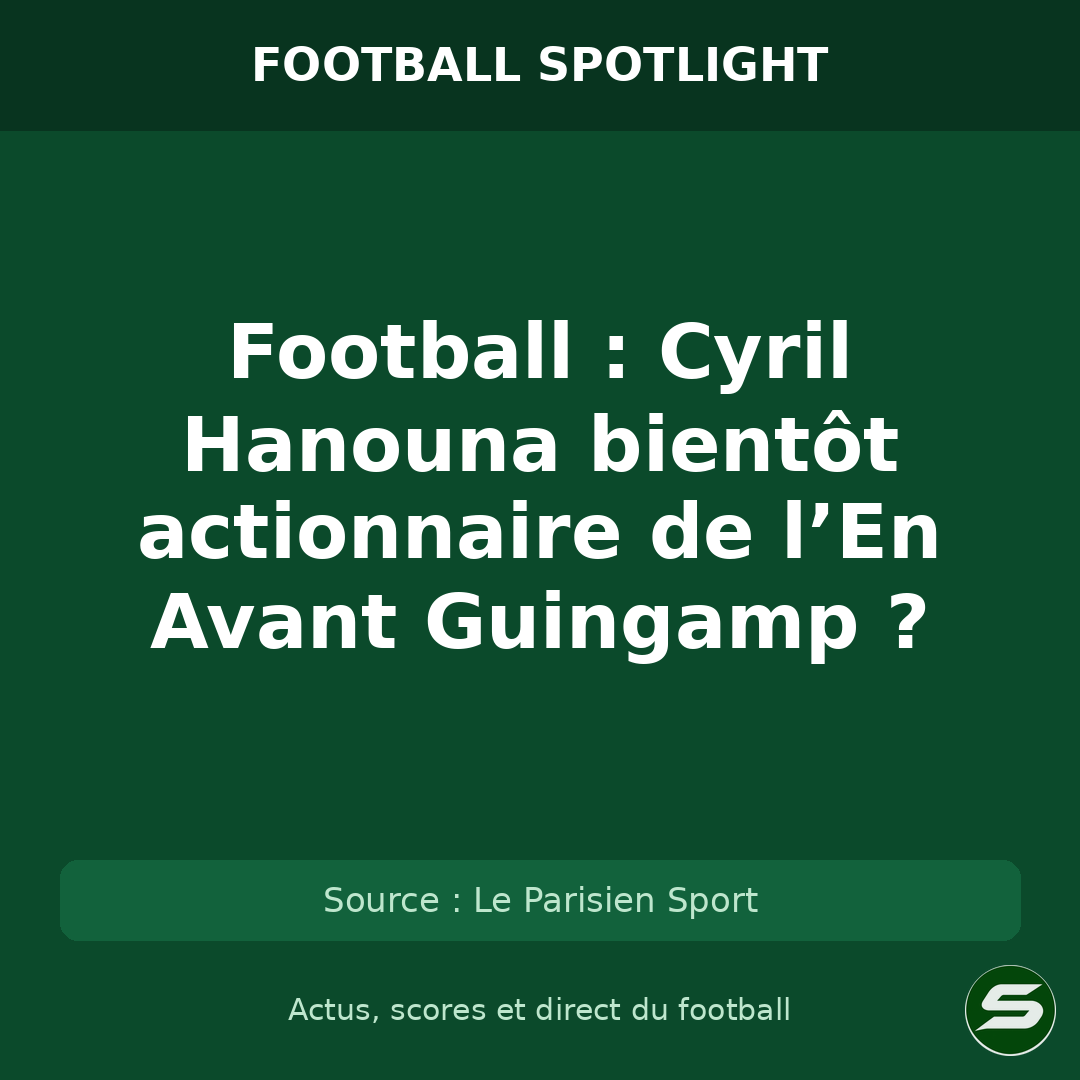 FOOTBALL SPOTLIGHT
Football : Cyril
Hanouna bientôt
actionnaire de l’En
Avant Guingamp ?
Source : Le Parisien Sport
Actus, scores et direct du football
S